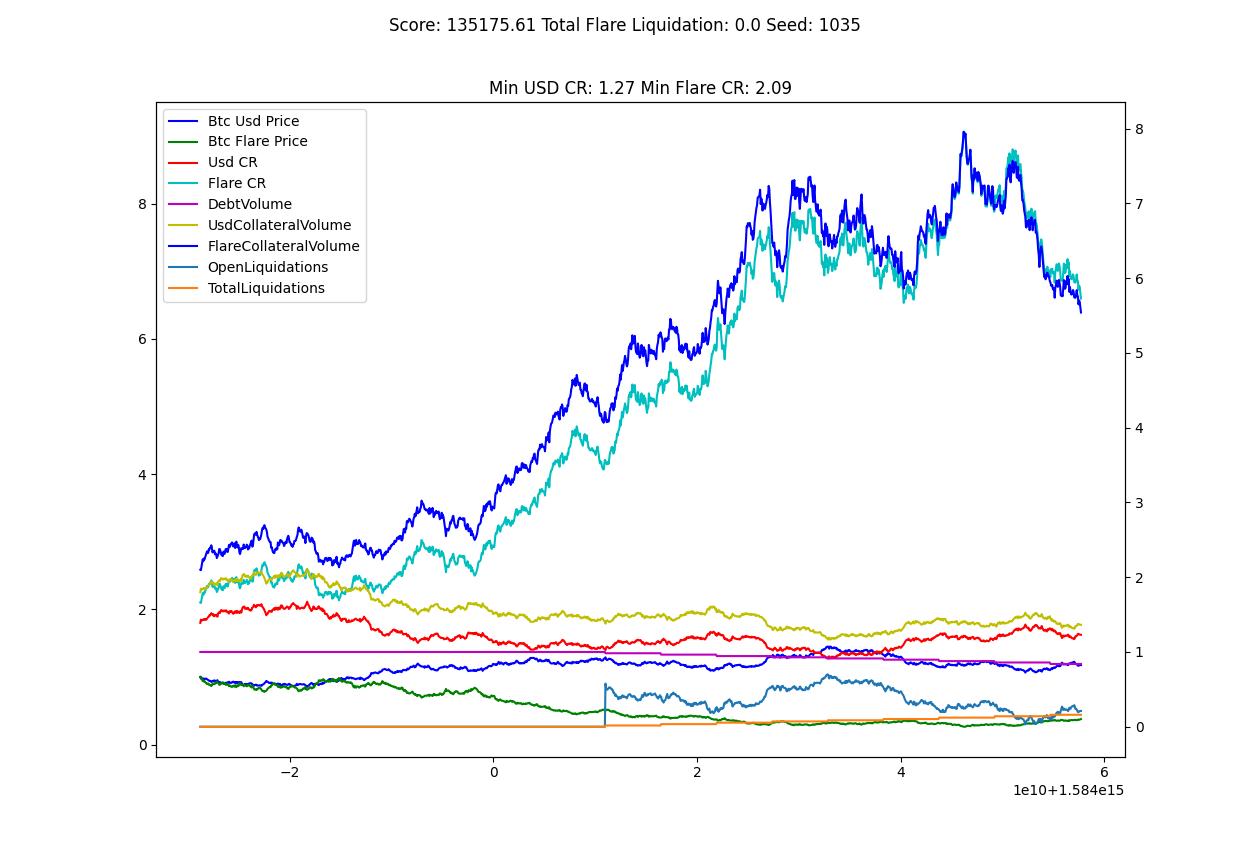 Score: 135175.61 Total Flare Liquidation: 0.0 Seed: 1035
Min USD CR: 1.27 Min Flare CR: 2.09
Btc Usd Price
Btc Flare Price
Usd CR
Flare CR
DebtVolume
UsdCollateralVolume
FlareCollateralVolume
OpenLiquidations
TotalLiquidations
8
6
4
2
0
8
7
6
5
4
3
2
1
0
−2
0
2
4
6
1e10+1.584e15